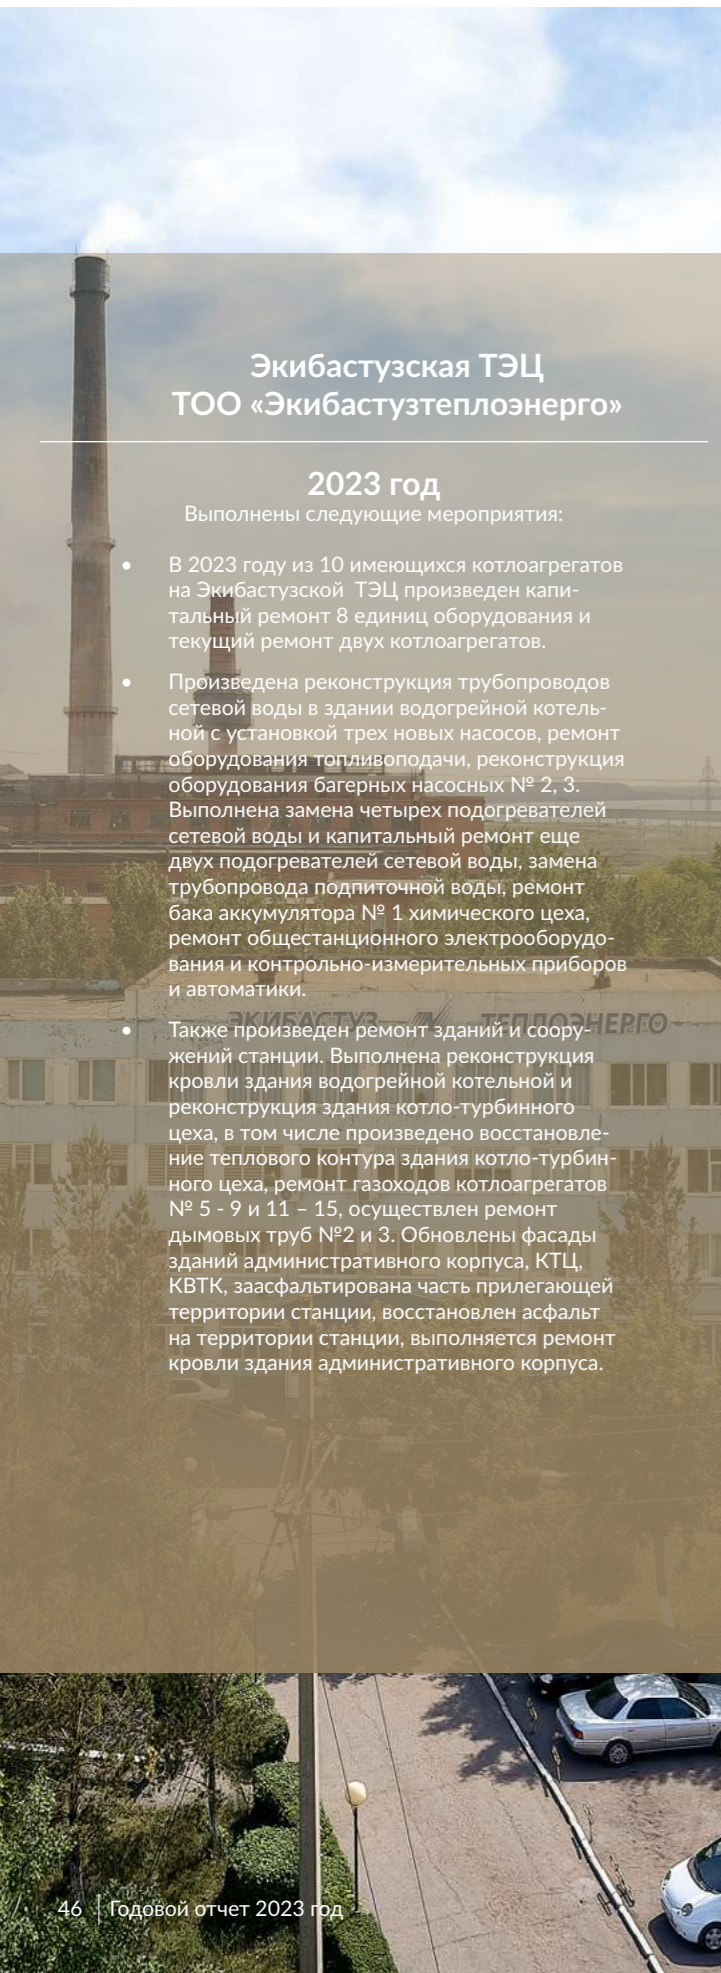 Экибастузская ТЭЦ
ТОО «Экибастузтеплоэнерго»
2023 год
Выполнены следующие мероприятия:
• В 2023 году из 10 имеющихся котлоагрегатов
на Экибастузской ТЭЦ произведен капи-
тальный ремонт 8 единиц оборудования и
текущий ремонт двух котлоагрегатов.
• Произведена реконструкция трубопроводов
сетевой воды в здании водогрейной котель-
ной с установкой трех новых насосов, ремонт
оборудования топливоподачи, реконструкция
оборудования багерных насосных № 2, 3.
Выполнена замена четырех подогревателей
сетевой воды и капитальный ремонт еще
двух подогревателей сетевой воды, замена
трубопровода подпиточной воды, ремонт
бака аккумулятора № 1 химического цеха,
ремонт общестанционного электрооборудо-
вания и контрольно-измерительных приборов
и автоматики.
ЭКИБАСТУЗ ТЕПЛОЭНЕРГО
• Также произведен ремонт зданий и соору-
жений станции. Выполнена реконструкция
кровли здания водогрейной котельной и
реконструкция здания котло-турбинного
цеха, в том числе произведено восстановле-
ние теплового контура здания котло-турбин-
ного цеха, ремонт газоходов котлоагрегатов
№ 5 - 9 и 11 – 15, осуществлен ремонт
дымовых труб №2 и 3. Обновлены фасады
зданий административного корпуса, КТЦ,
КВТК, заасфальтирована часть прилегающей
территории станции, восстановлен асфальт
на территории станции, выполняется ремонт
кровли здания административного корпуса.
46 Годовой отчет 2023 год